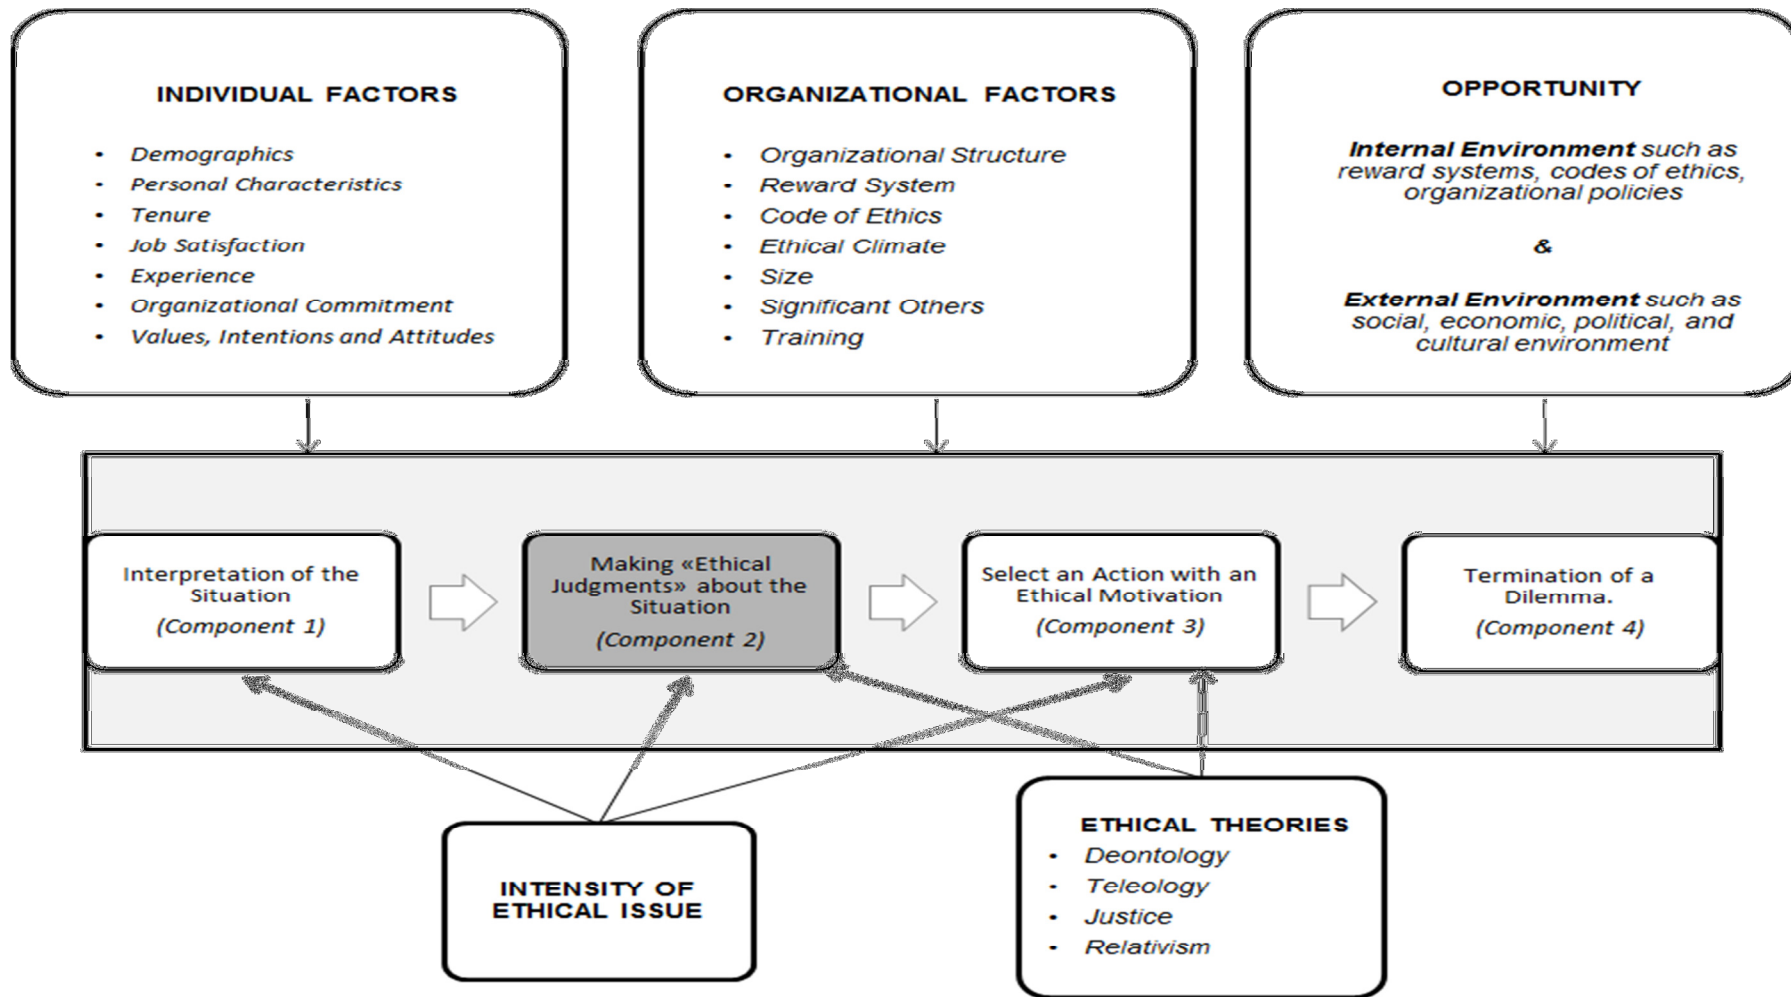 INDIVIDUAL FACTORS
• Demographics
• Personal Characteristics
• Tenure
• Job Satisfaction
• Experience
• Organizational Commitment
• Values, Intentions and Attitudes
ORGANIZATIONAL FACTORS
• Organizational Structure
• Reward System
• Code of Ethics
• Ethical Climate
• Size
• Significant Others
• Training
OPPORTUNITY
Internal Environment such as
reward systems, codes of ethics,
organizational policies
&
External Environment such as
social, economic, political, and
cultural environment
Interpretation of the
Situation
(Component 1)
Making «Ethical
Judgments» about the
Situation
(Component 2)
Select an Action with an
Ethical Motivation
(Component 3)
Termination of a
Dilemma.
(Component 4)
INTENSITY OF
ETHICAL ISSUE
ETHICAL THEORIES
• Deontology
• Teleology
• Justice
• Relativism